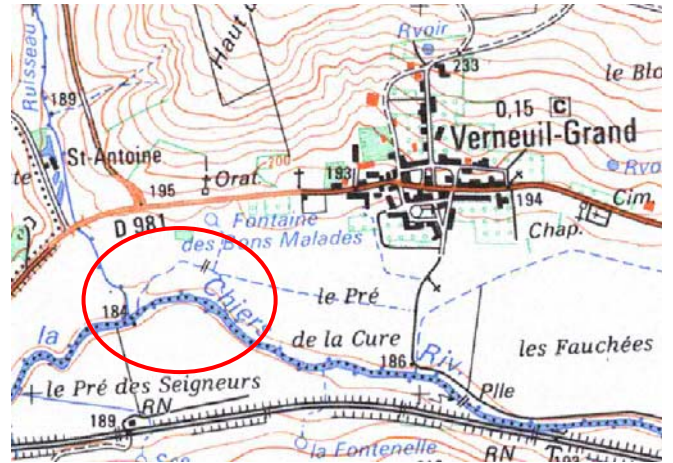 Rvoir
Haut
233
Ruisseau
le Blo
189
0,15 C
Verneuil-Grand
St-Antoine
200
Rvo
te
Orat.
193
195
194
Cim.
D 981
Fontaine
des Bons Malades
Chap.
le Pré
184
Chiers
la
de la Cure
186
Riv.
les Fauchées
le Pré des Seigneurs
Plle
RN
189
la Fontenelle
RN